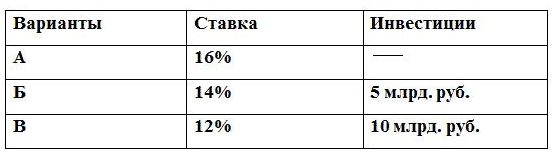 Варианты Ставка Инвестиции
А 16% —
Б 14% 5 млрд. руб.
В 12% 10 млрд. руб.